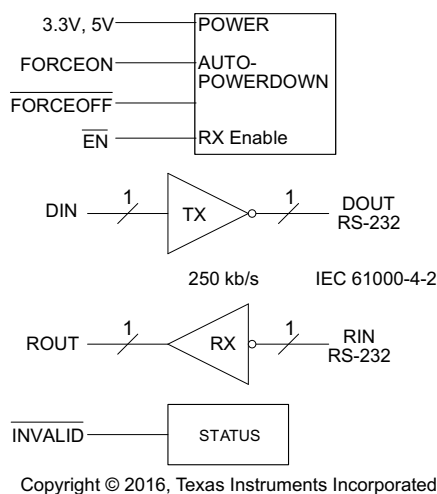 3.3V, 5V
POWER
FORCEON
AUTO-
POWERDOWN
FORCEOFF
EN
RX Enable
DIN
1
TX
1
DOUT
RS-232
250 kb/s
IEC 61000-4-2
ROUT
1
RX
1
RIN
RS-232
INVALID
STATUS
Copyright © 2016, Texas Instruments Incorporated